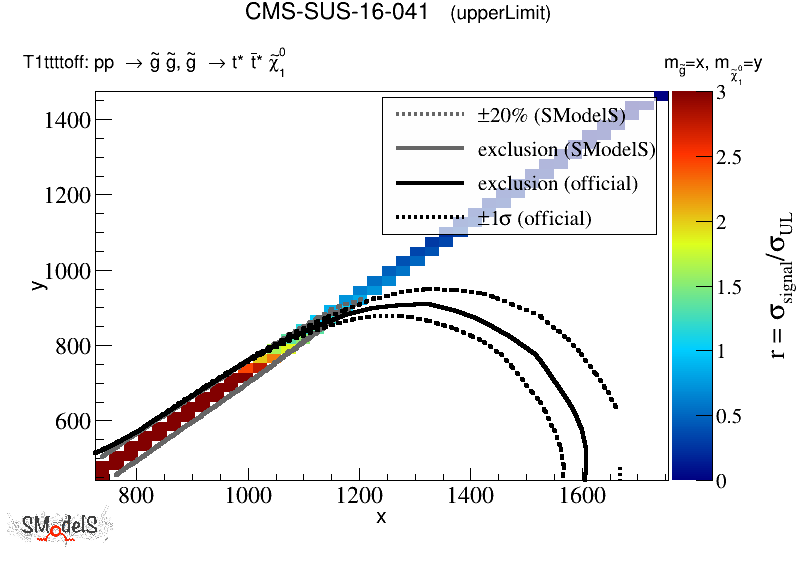 CMS-SUS-16-041 (upperLimit)
T1ttttoff: pp → g̃ g̃, g̃ → t* t̄* χ̃₁⁰
m_g̃=x, m_χ̃₁⁰=y
±20% (SModelS)
exclusion (SModelS)
exclusion (official)
±1σ (official)
1400
1200
1000
800
600
y
800
1000
1200
1400
1600
x
3
2.5
2
1.5
1
0.5
0
r = σ_signal/σ_UL
SModelS